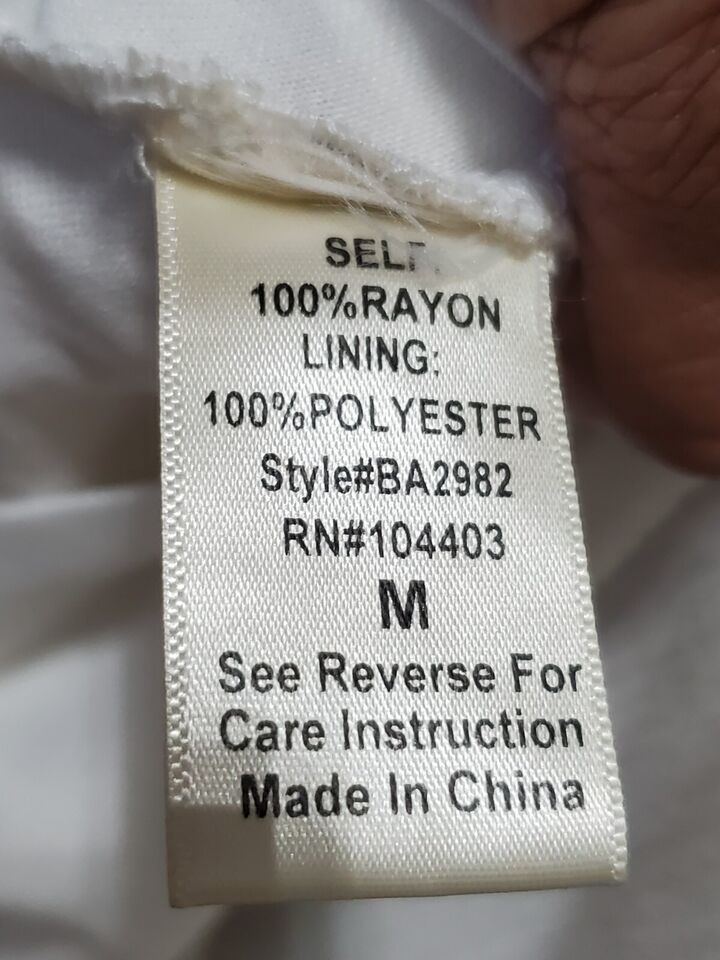 SELF:
100%RAYON
LINING:
100%POLYESTER
Style#BA2982
RN#104403
M
See Reverse For
Care Instruction
Made In China